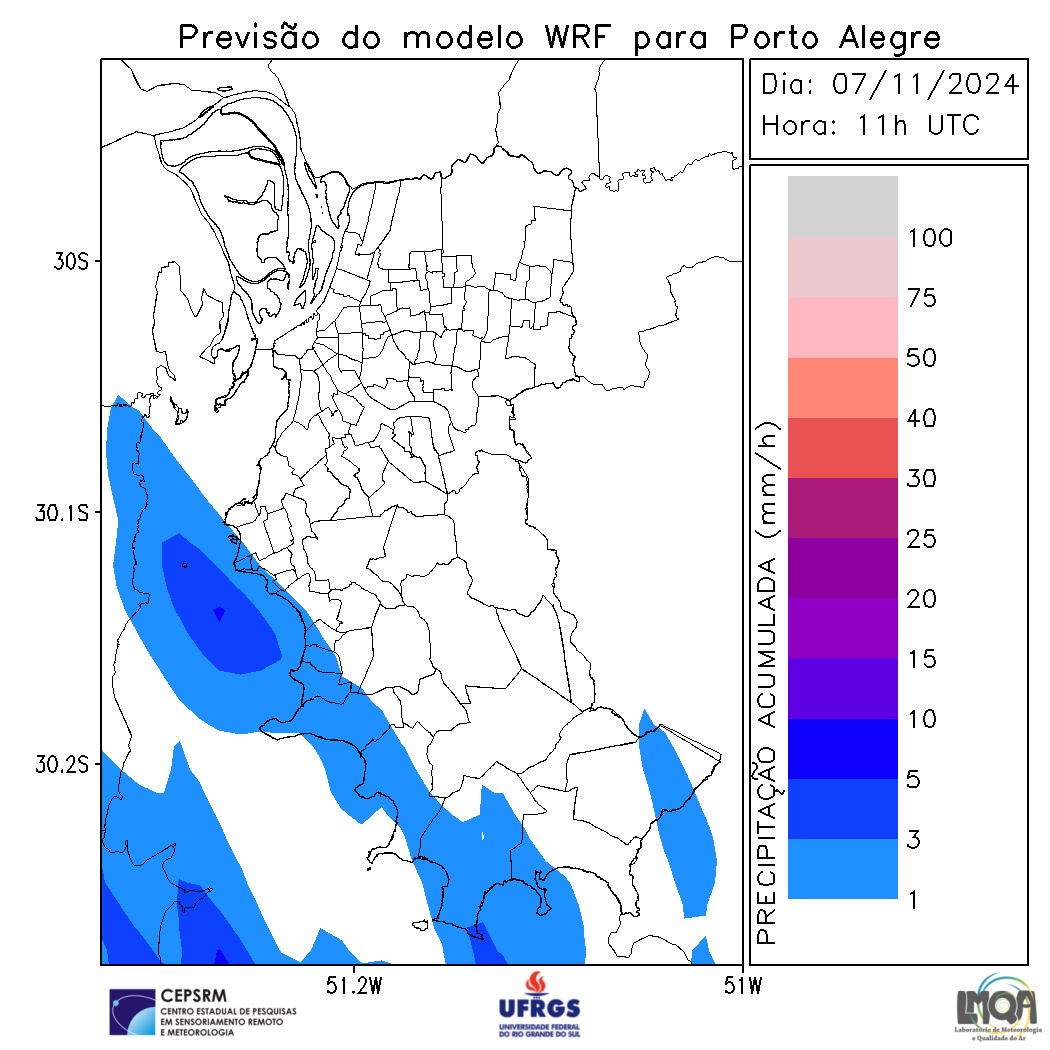 Previsão do modelo WRF para Porto Alegre
Dia: 07/11/2024
Hora: 11h UTC
30S
30.1S
30.2S
51.2W
51W
PRECIPITAÇÃO ACUMULADA (mm/h)
100
75
50
40
30
25
20
15
10
5
3
1
CEPSRM
CENTRO ESTADUAL DE PESQUISAS
EM SENSORIAMENTO REMOTO
E METEOROLOGIA
UFRGS
UNIVERSIDADE FEDERAL
DO RIO GRANDE DO SUL
LMQA
Laboratório de Meteorologia
e Qualidade do Ar